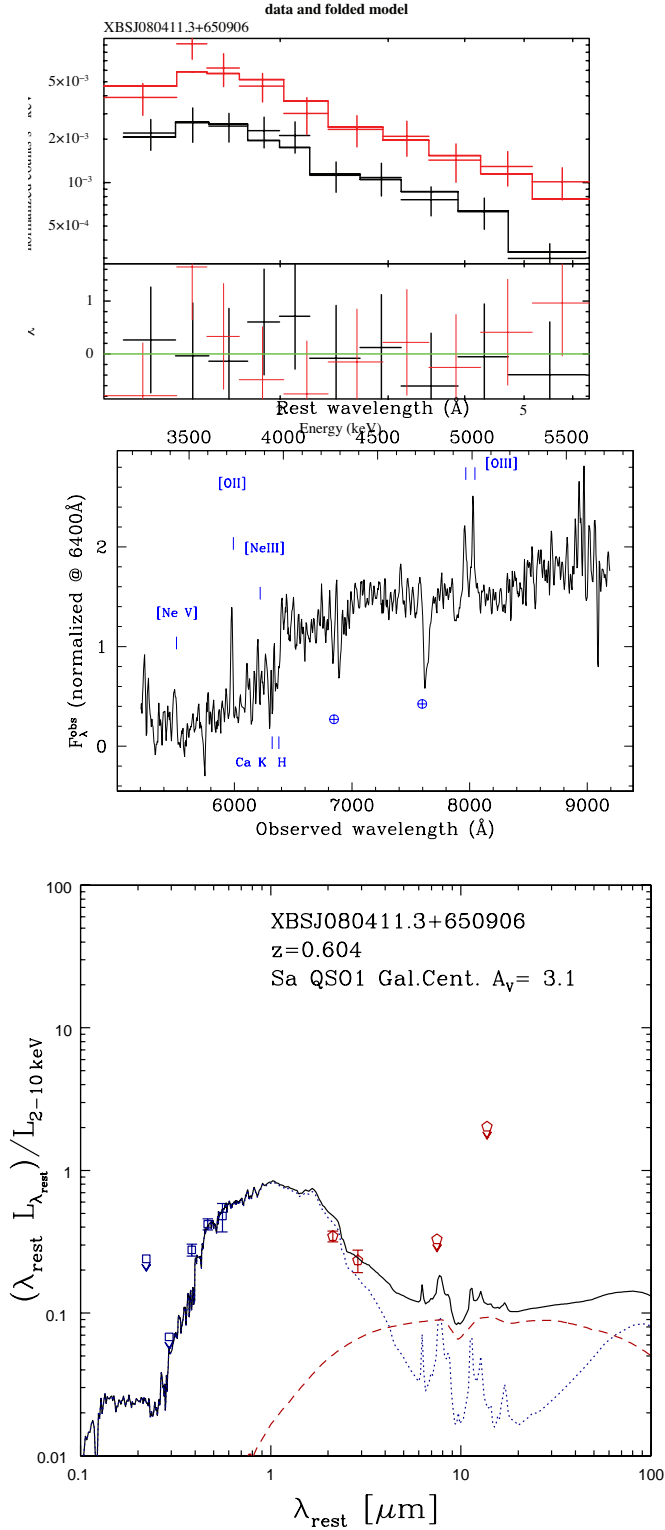 data and folded model
XBSJ080411.3+650906
5×10⁻³
2×10⁻³
10⁻³
5×10⁻⁴
1
0
5
Rest wavelength (Å)
Energy (keV)
3500 4000 4500 5000 5500
[OII]
[OIII]
[NeIII]
[Ne V]
Ca K H
2
1
0
F_λ^obs (normalized @ 6400Å)
6000 7000 8000 9000
Observed wavelength (Å)
100
10
1
0.1
0.01
XBSJ080411.3+650906
z=0.604
Sa QSO1 Gal.Cent. A_V= 3.1
(λ_rest L_λ_rest)/L_2−10 keV
0.1 1 10 100
λ_rest [μm]